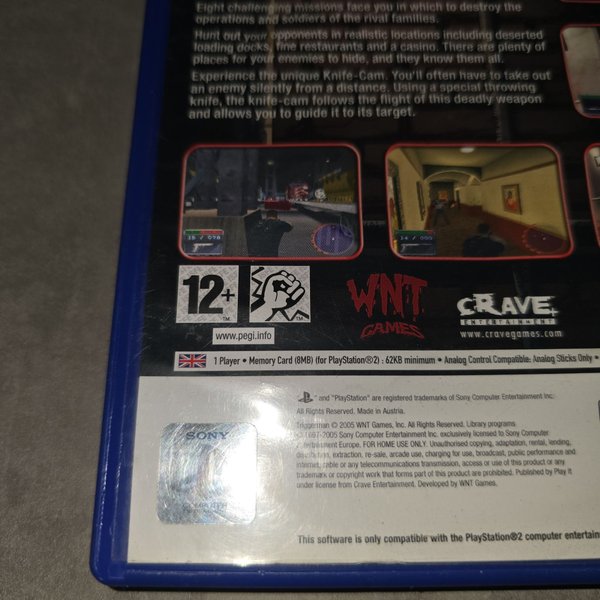 Eight challenging missions face you in which to destroy the
operations and soldiers of the rival families.
Hunt out your opponents in realistic locations including deserted
loading docks, fine restaurants and a casino. There are plenty of
places for your enemies to hide, and they know them all.
Experience the unique Knife-Cam. You'll often have to take out
an enemy silently from a distance. Using a special throwing
knife, the knife-cam follows the flight of this deadly weapon
and allows you to guide it to its target.
12+
TM
TM
www.pegi.info
WNT
GAMES
CRAVE
ENTERTAINMENT
www.cravegames.com
1 Player • Memory Card (8MB) (for PlayStation®2) : 62KB minimum • Analog Control Compatible: Analog Sticks Only •
" and "PlayStation" are registered trademarks of Sony Computer Entertainment Inc.
All Rights Reserved. Made in Austria.
Triggerman © 2005 WNT Games, Inc. Library programs
1997-2005 Sony Computer Entertainment Inc. exclusively licensed to Sony Computer
Entertainment Europe. FOR HOME USE ONLY. Unauthorised copying, adaptation, rental, lending,
distribution, extraction, re-sale, arcade use, charging for use, broadcast, public performance and
internet, cable or any telecommunications transmission, access or use of this product or any
trademark or copyright work that forms part of this product are prohibited. Published by Play It
under license from Crave Entertainment. Developed by WNT Games.
SONY
COMPUTER
This software is only compatible with the PlayStation®2 computer entertain